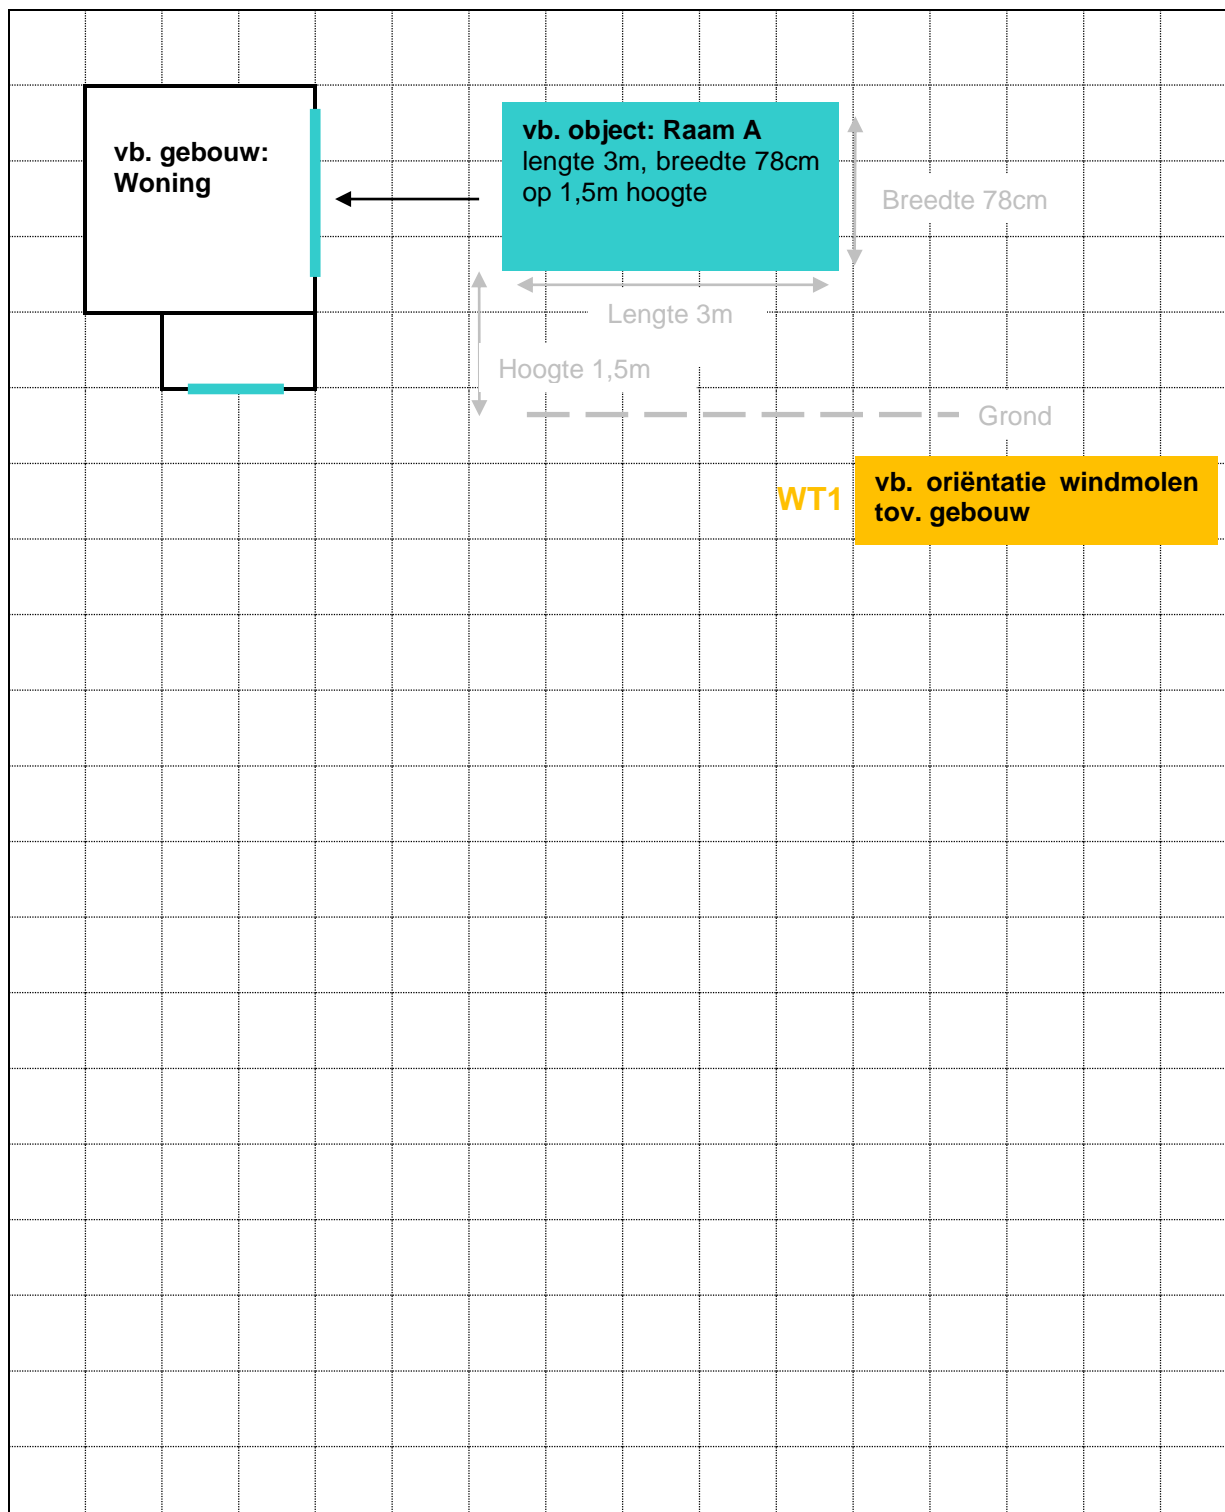 vb. gebouw:
Woning
vb. object: Raam A
lengte 3m, breedte 78cm
op 1,5m hoogte
Breedte 78cm
Lengte 3m
Hoogte 1,5m
Grond
WT1
vb. oriëntatie windmolen
tov. gebouw